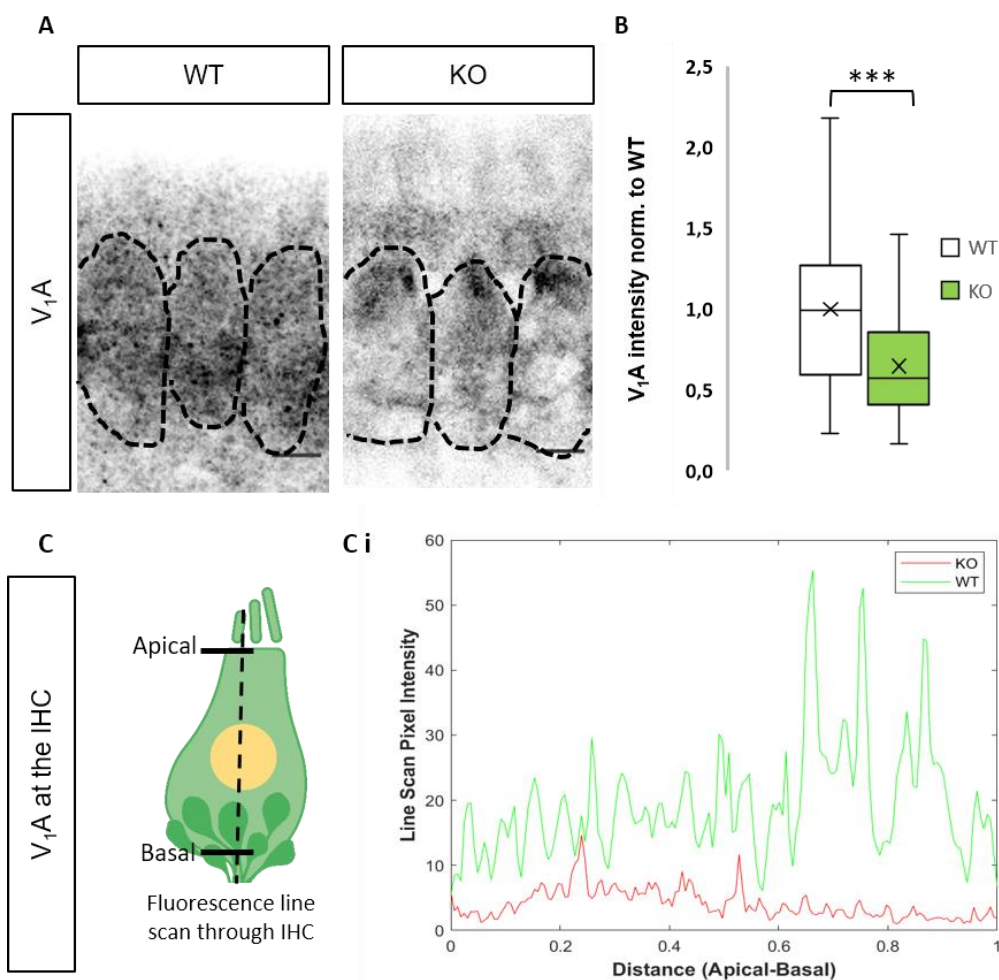 A
WT
KO
V₁A
B
V₁A intensity norm. to WT
2,5
2,0
1,5
1,0
0,5
0,0
***
WT
KO
C
V₁A at the IHC
Apical
Basal
Fluorescence line
scan through IHC
C i
Line Scan Pixel Intensity
60
50
40
30
20
10
0
KO
WT
0
0.2
0.4
0.6
0.8
1
Distance (Apical-Basal)